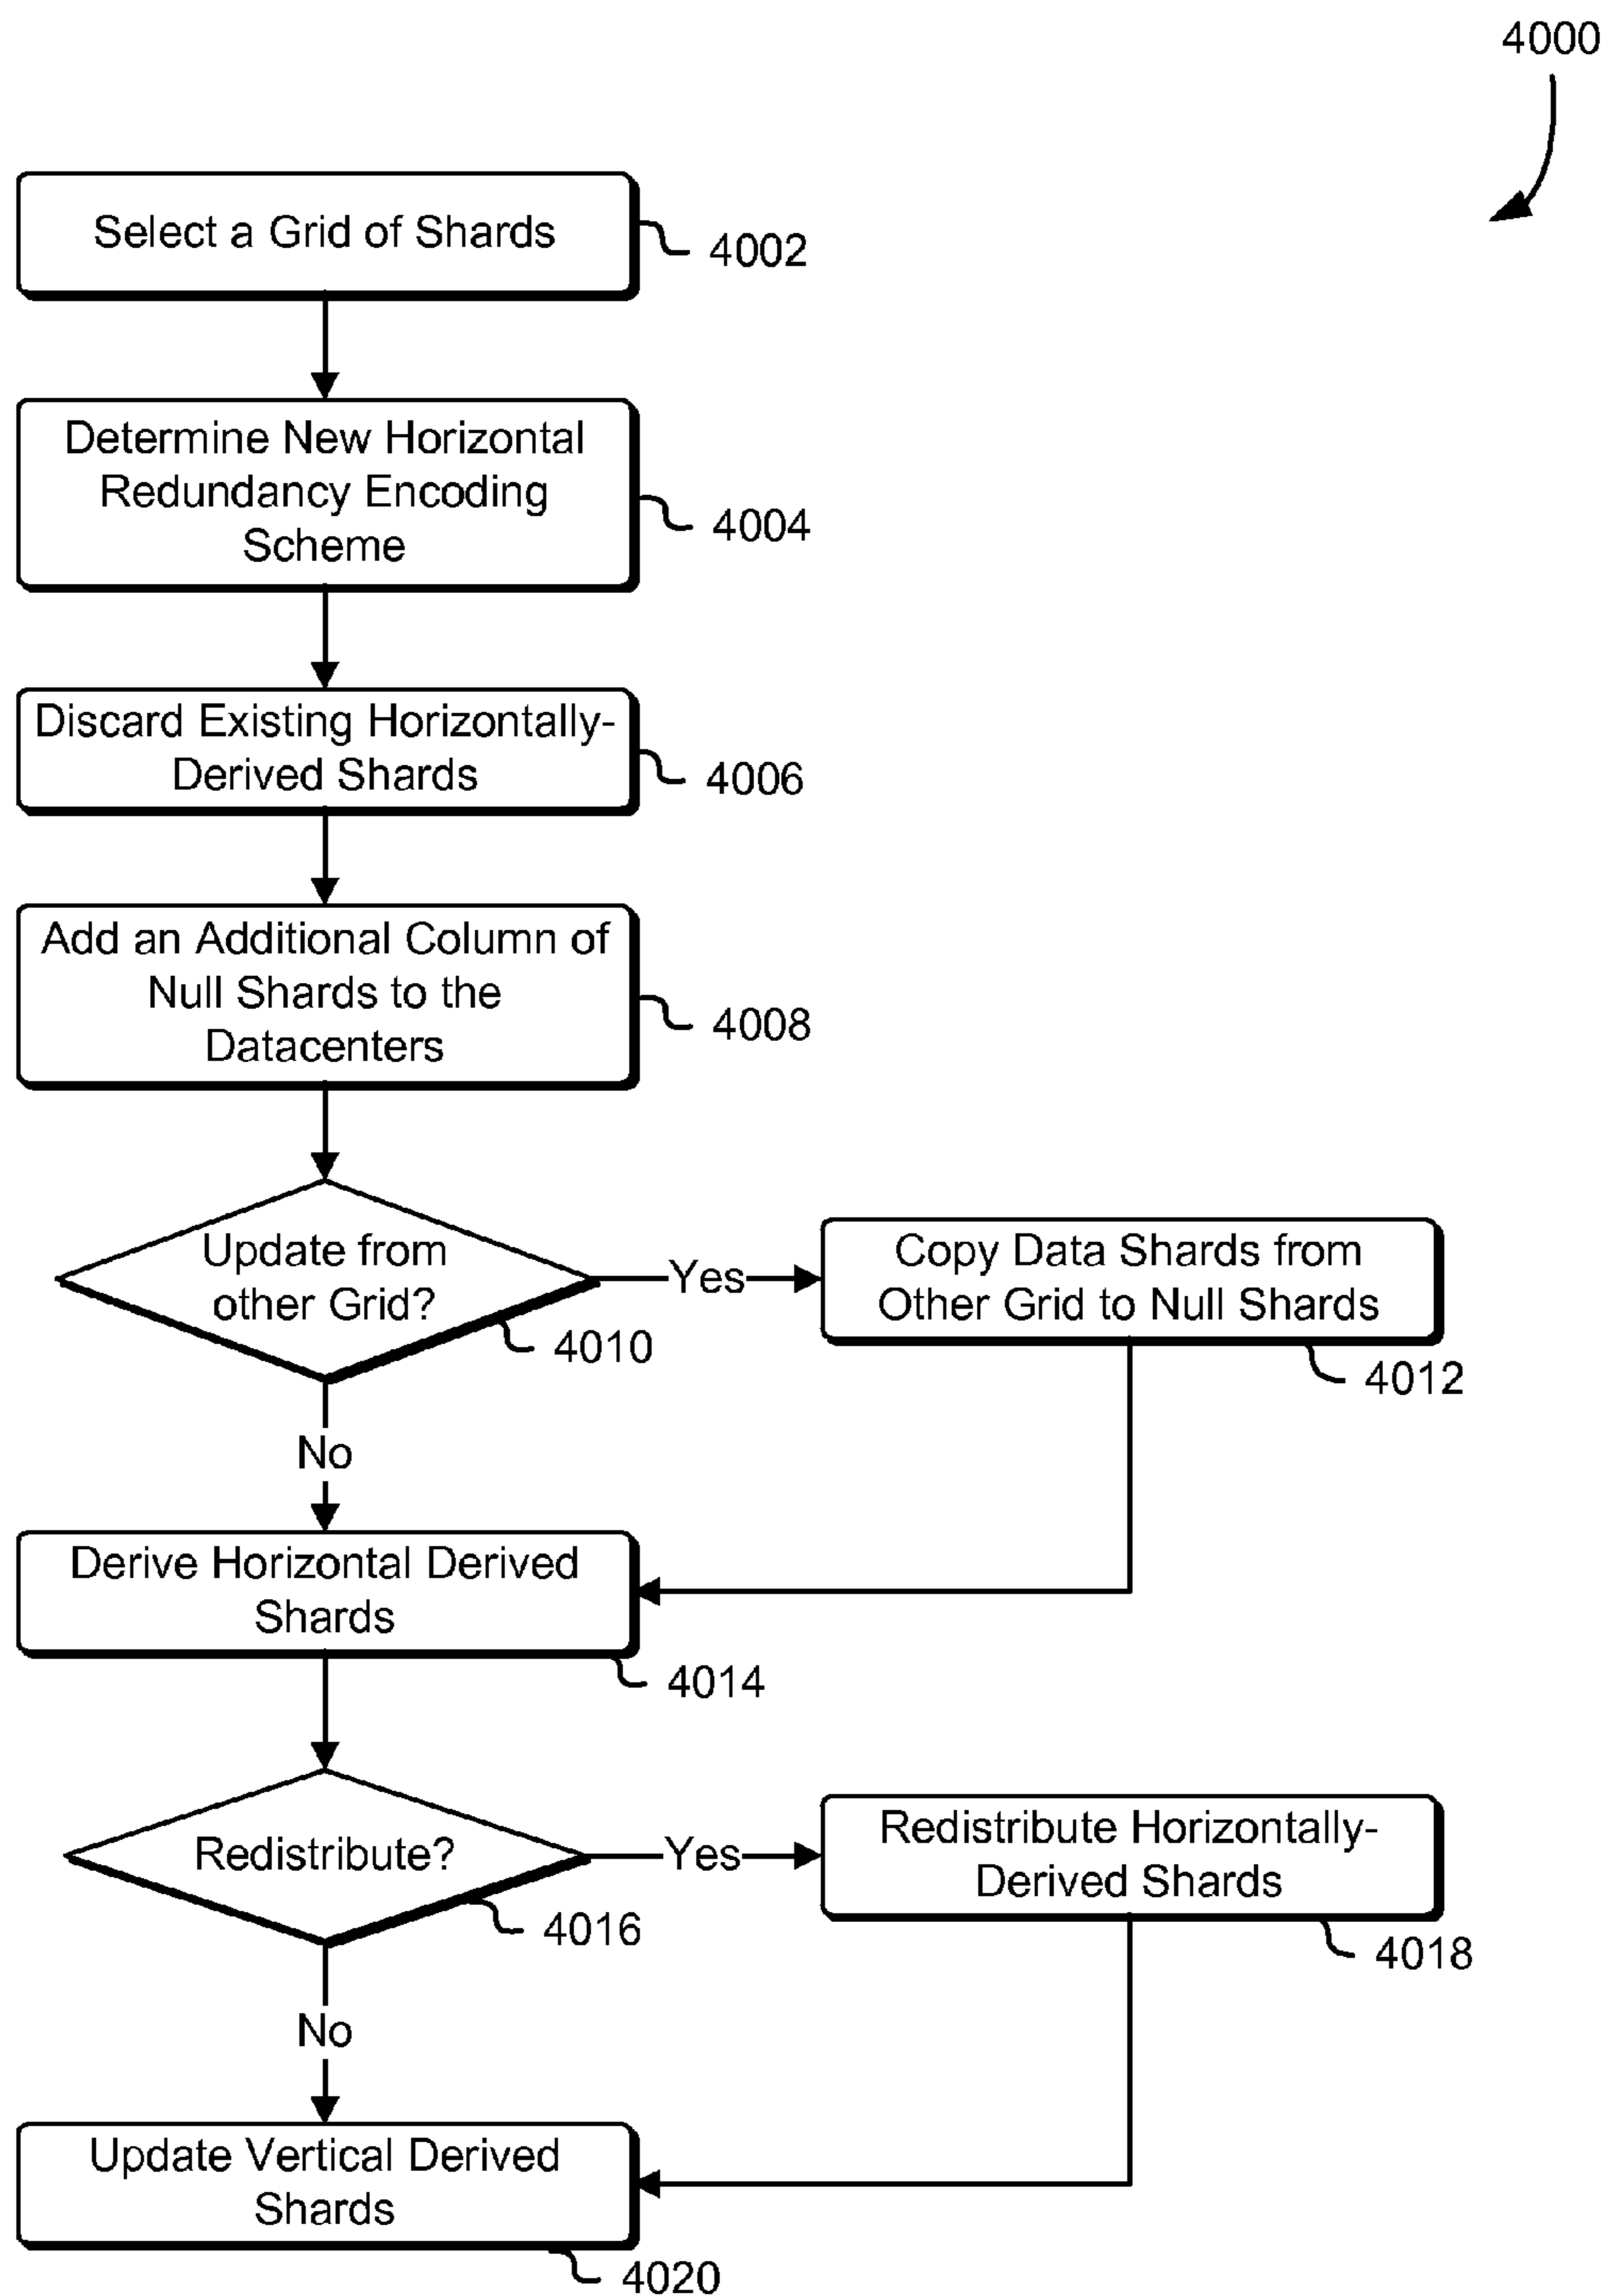 4000
Select a Grid of Shards
4002
Determine New Horizontal
Redundancy Encoding
Scheme
4004
Discard Existing Horizontally-
Derived Shards
4006
Add an Additional Column of
Null Shards to the
Datacenters
4008
Update from
other Grid?
4010
Yes
Copy Data Shards from
Other Grid to Null Shards
4012
No
Derive Horizontal Derived
Shards
4014
Redistribute?
4016
Yes
Redistribute Horizontally-
Derived Shards
4018
No
Update Vertical Derived
Shards
4020